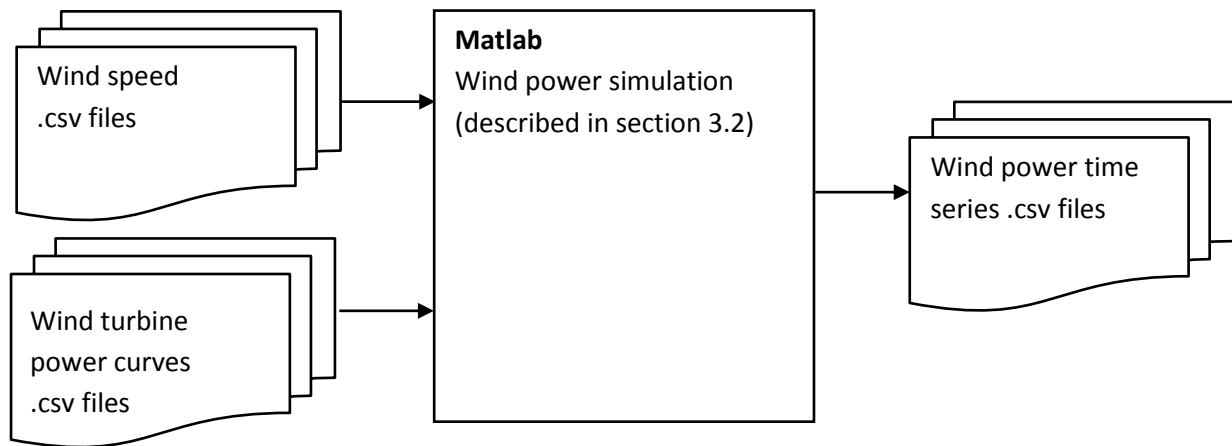 Wind speed
.csv files
Wind turbine
power curves
.csv files
Matlab
Wind power simulation
(described in section 3.2)
Wind power time
series .csv files